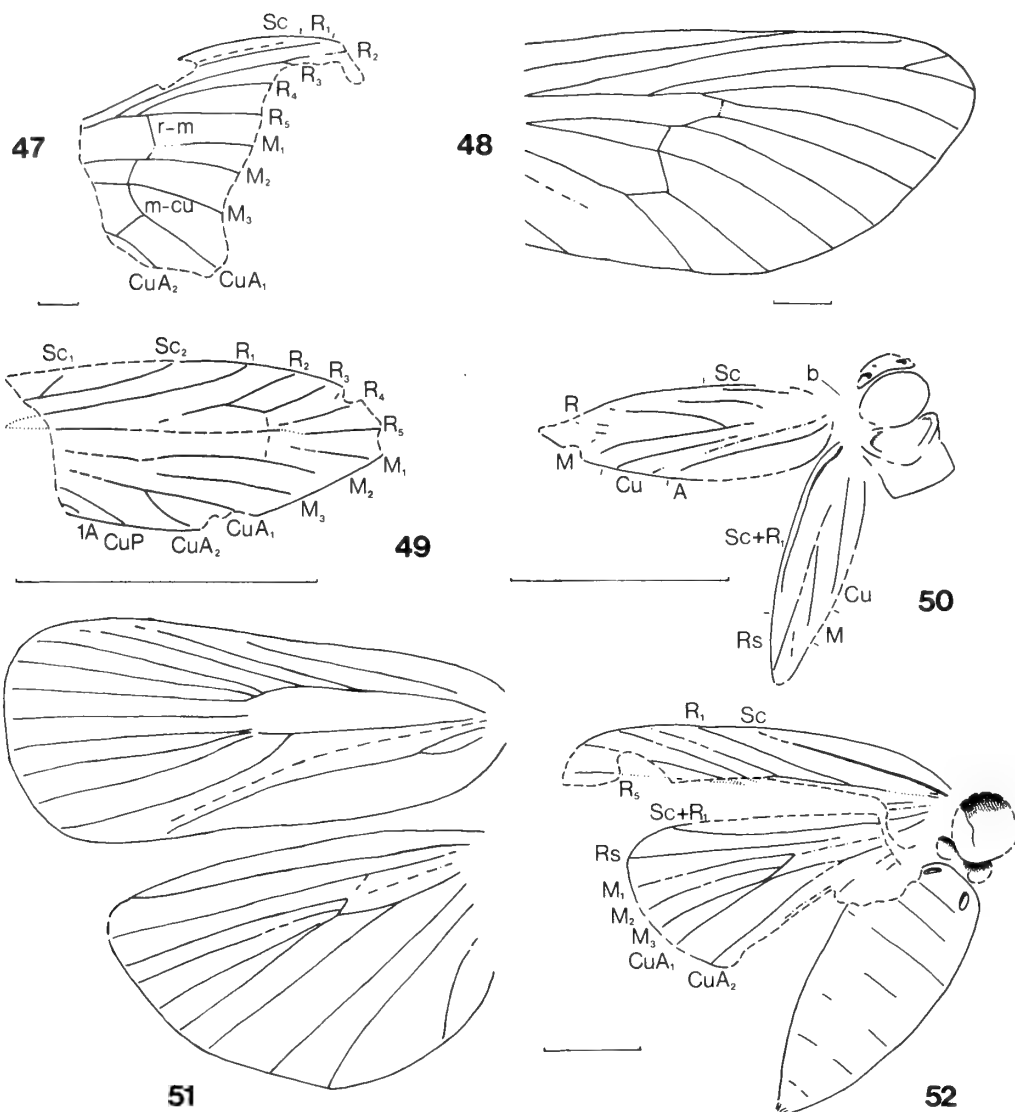 Sc R₁
R₂
R₃
R₄
R₅
47
r-m
M₁
48
M₂
m-cu
M₃
CuA₂ CuA₁
Sc₁ Sc₂ R₁ R₂ R₃ R₄
R₅
M₁
M₂
M₃
1A CuP CuA₂ CuA₁
49
Sc b
R
M
Cu A
Sc+R₁
Cu
M
Rs
50
R₁ Sc
R₅
Sc+R₁
Rs
M₁
M₂
M₃
CuA₁
CuA₂
51
52